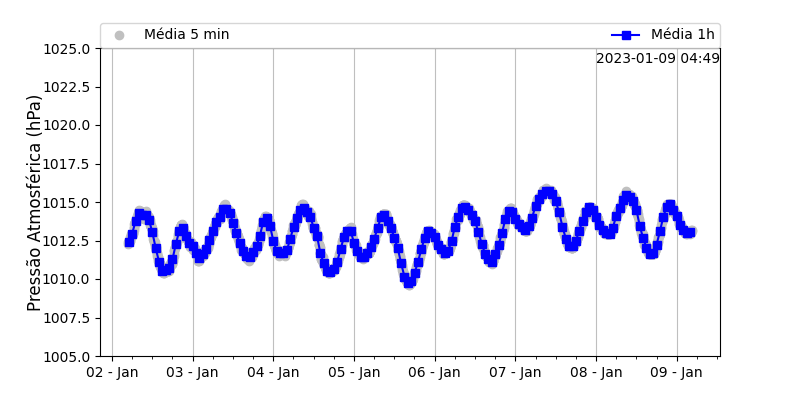 Média 5 min
Média 1h
2023-01-09 04:49
Pressão Atmosférica (hPa)
1025.0
1022.5
1020.0
1017.5
1015.0
1012.5
1010.0
1007.5
1005.0
02 - Jan
03 - Jan
04 - Jan
05 - Jan
06 - Jan
07 - Jan
08 - Jan
09 - Jan